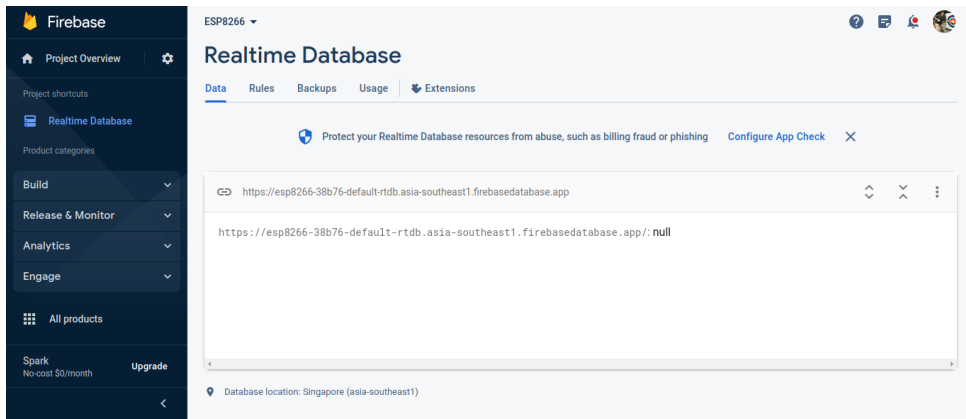 Firebase
Project Overview
Project shortcuts
Realtime Database
Product categories
Build
Release & Monitor
Analytics
Engage
All products
Spark
No-cost $0/month
Upgrade
ESP8266
Realtime Database
Data Rules Backups Usage Extensions
Protect your Realtime Database resources from abuse, such as billing fraud or phishing Configure App Check
https://esp8266-38b76-default-rtdb.asia-southeast1.firebasedatabase.app
https://esp8266-38b76-default-rtdb.asia-southeast1.firebasedatabase.app/: null
Database location: Singapore (asia-southeast1)